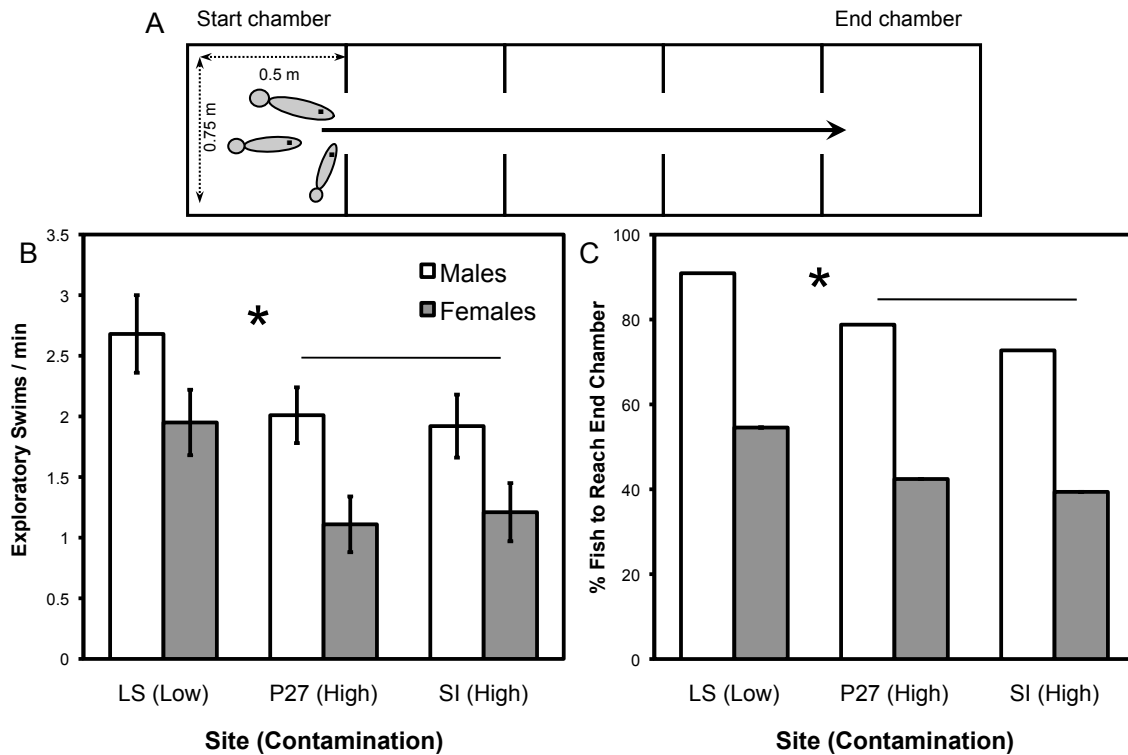 A
Start chamber
End chamber
0.5 m
0.75 m
B
3.5
3
2.5
2
1.5
1
0.5
0
Exploratory Swims / min
*
Males
Females
LS (Low)
P27 (High)
SI (High)
Site (Contamination)
C
100
80
60
40
20
0
% Fish to Reach End Chamber
*
LS (Low)
P27 (High)
SI (High)
Site (Contamination)